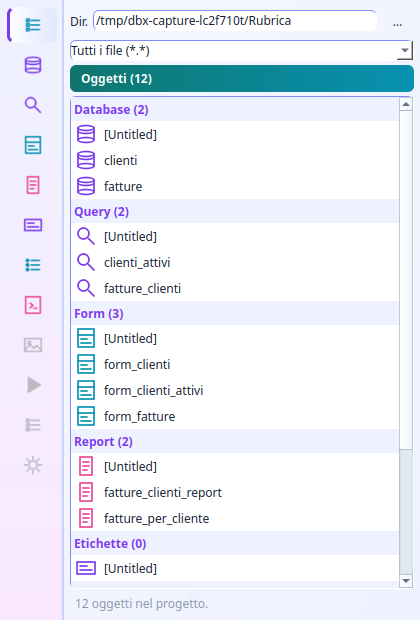 Dir. /tmp/dbx-capture-lc2f710t/Rubrica ...
Tutti i file (*.*)
Oggetti (12)
Database (2)
[Untitled]
clienti
fatture
Query (2)
[Untitled]
clienti_attivi
fatture_clienti
Form (3)
[Untitled]
form_clienti
form_clienti_attivi
form_fatture
Report (2)
[Untitled]
fatture_clienti_report
fatture_per_cliente
Etichette (0)
[Untitled]
12 oggetti nel progetto.